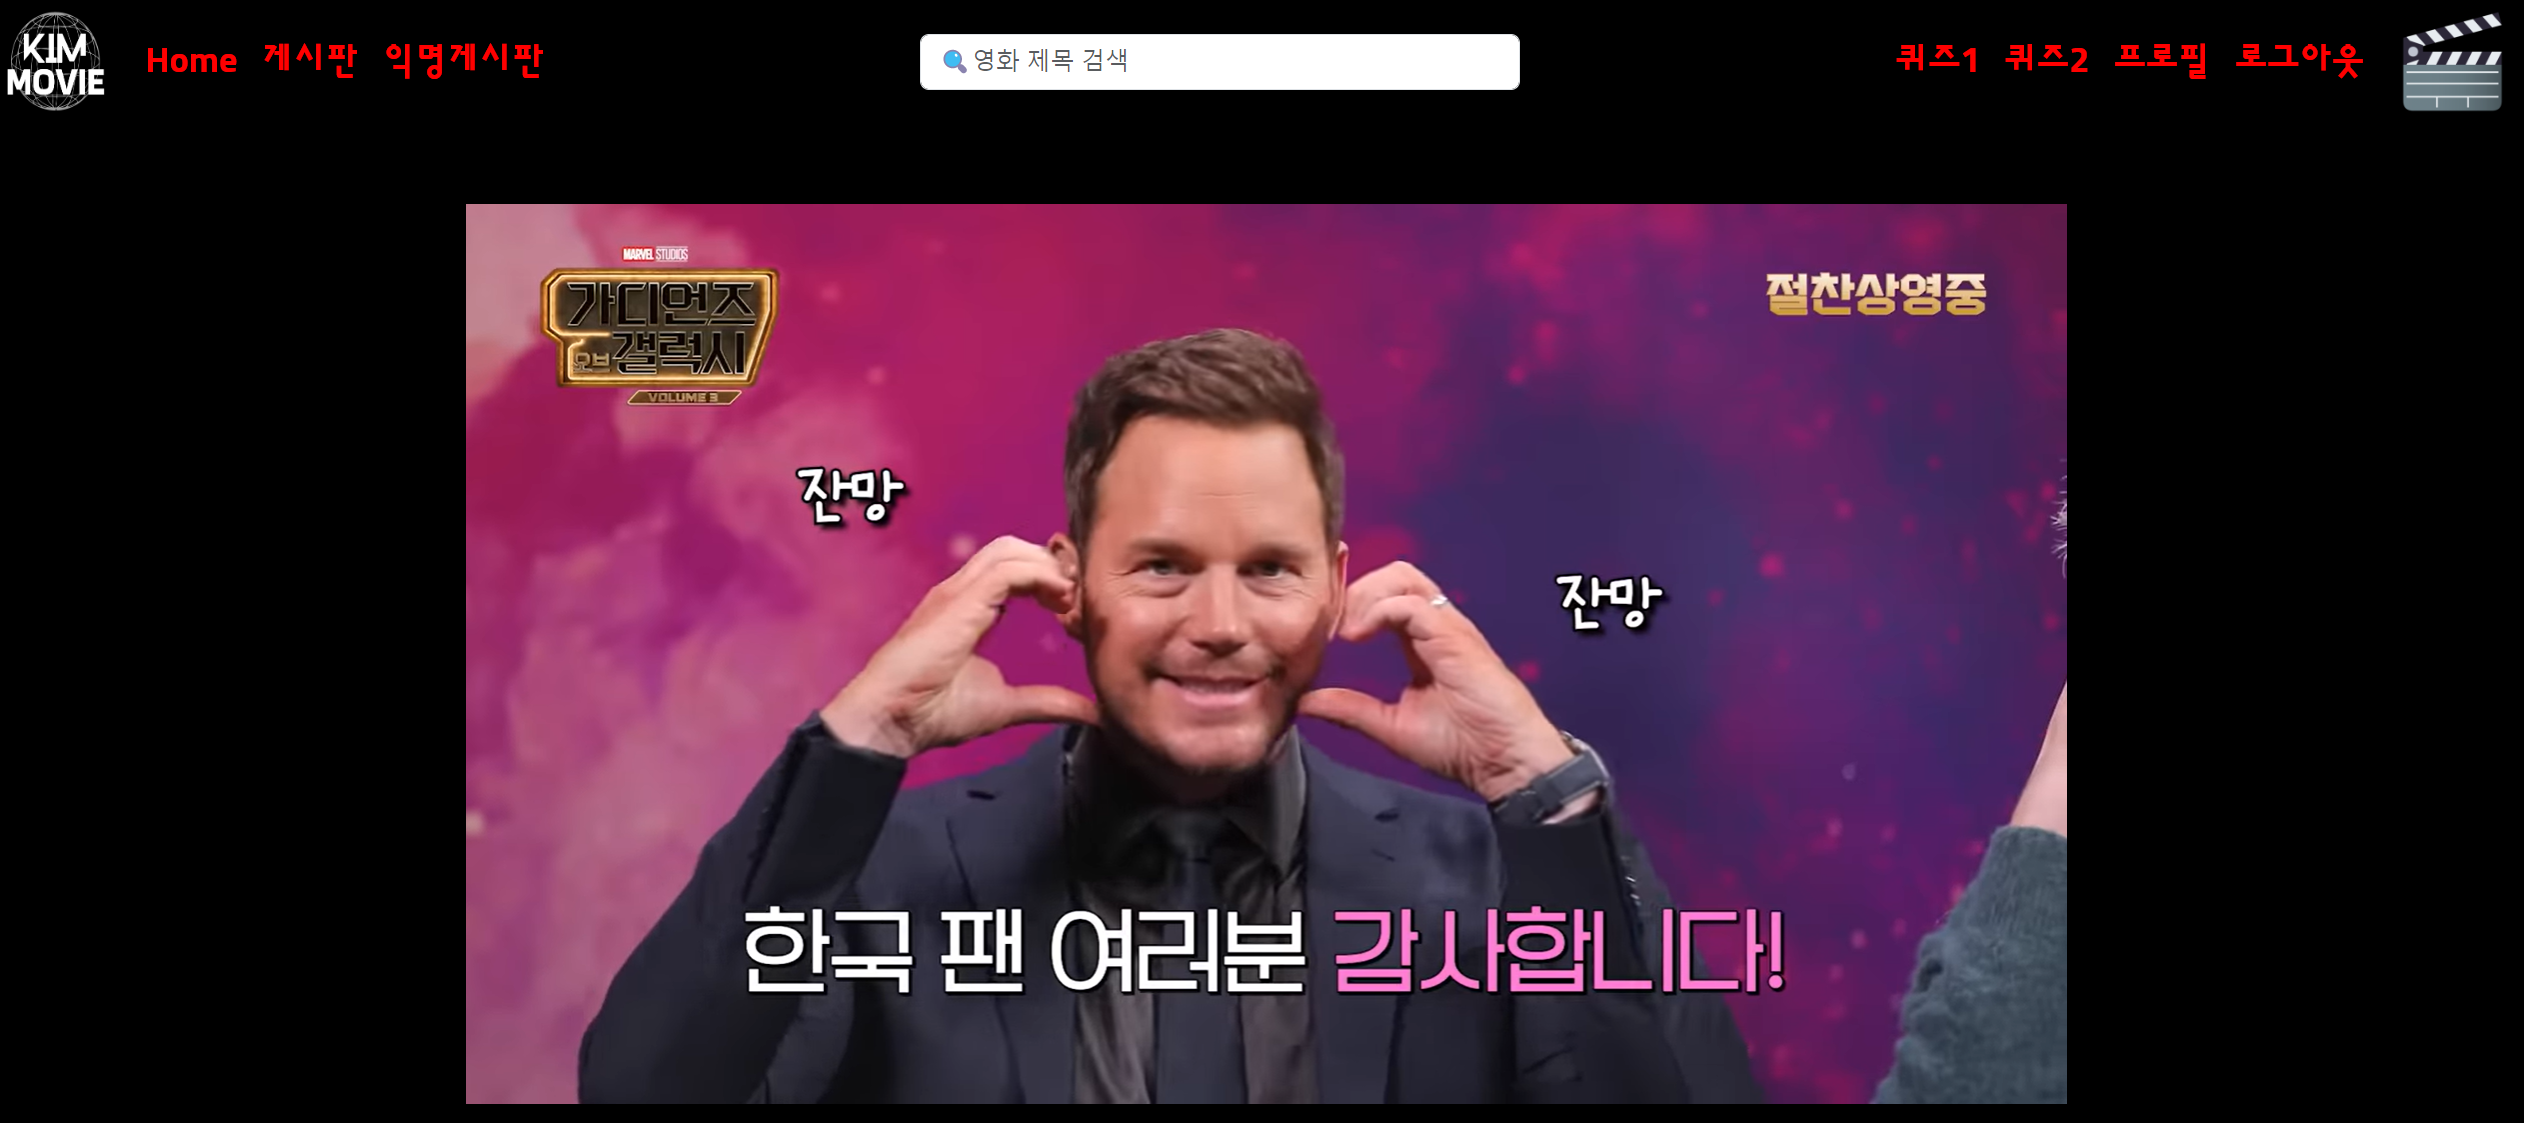 KIM
MOVIE
Home 게시판 익명게시판
🔍 영화 제목 검색
퀴즈1 퀴즈2 프로필 로그아웃
MARVEL STUDIOS
가디언즈
오브 갤럭시
VOLUME 3
절찬상영중
잔망
잔망
한국 팬 여러분 감사합니다!